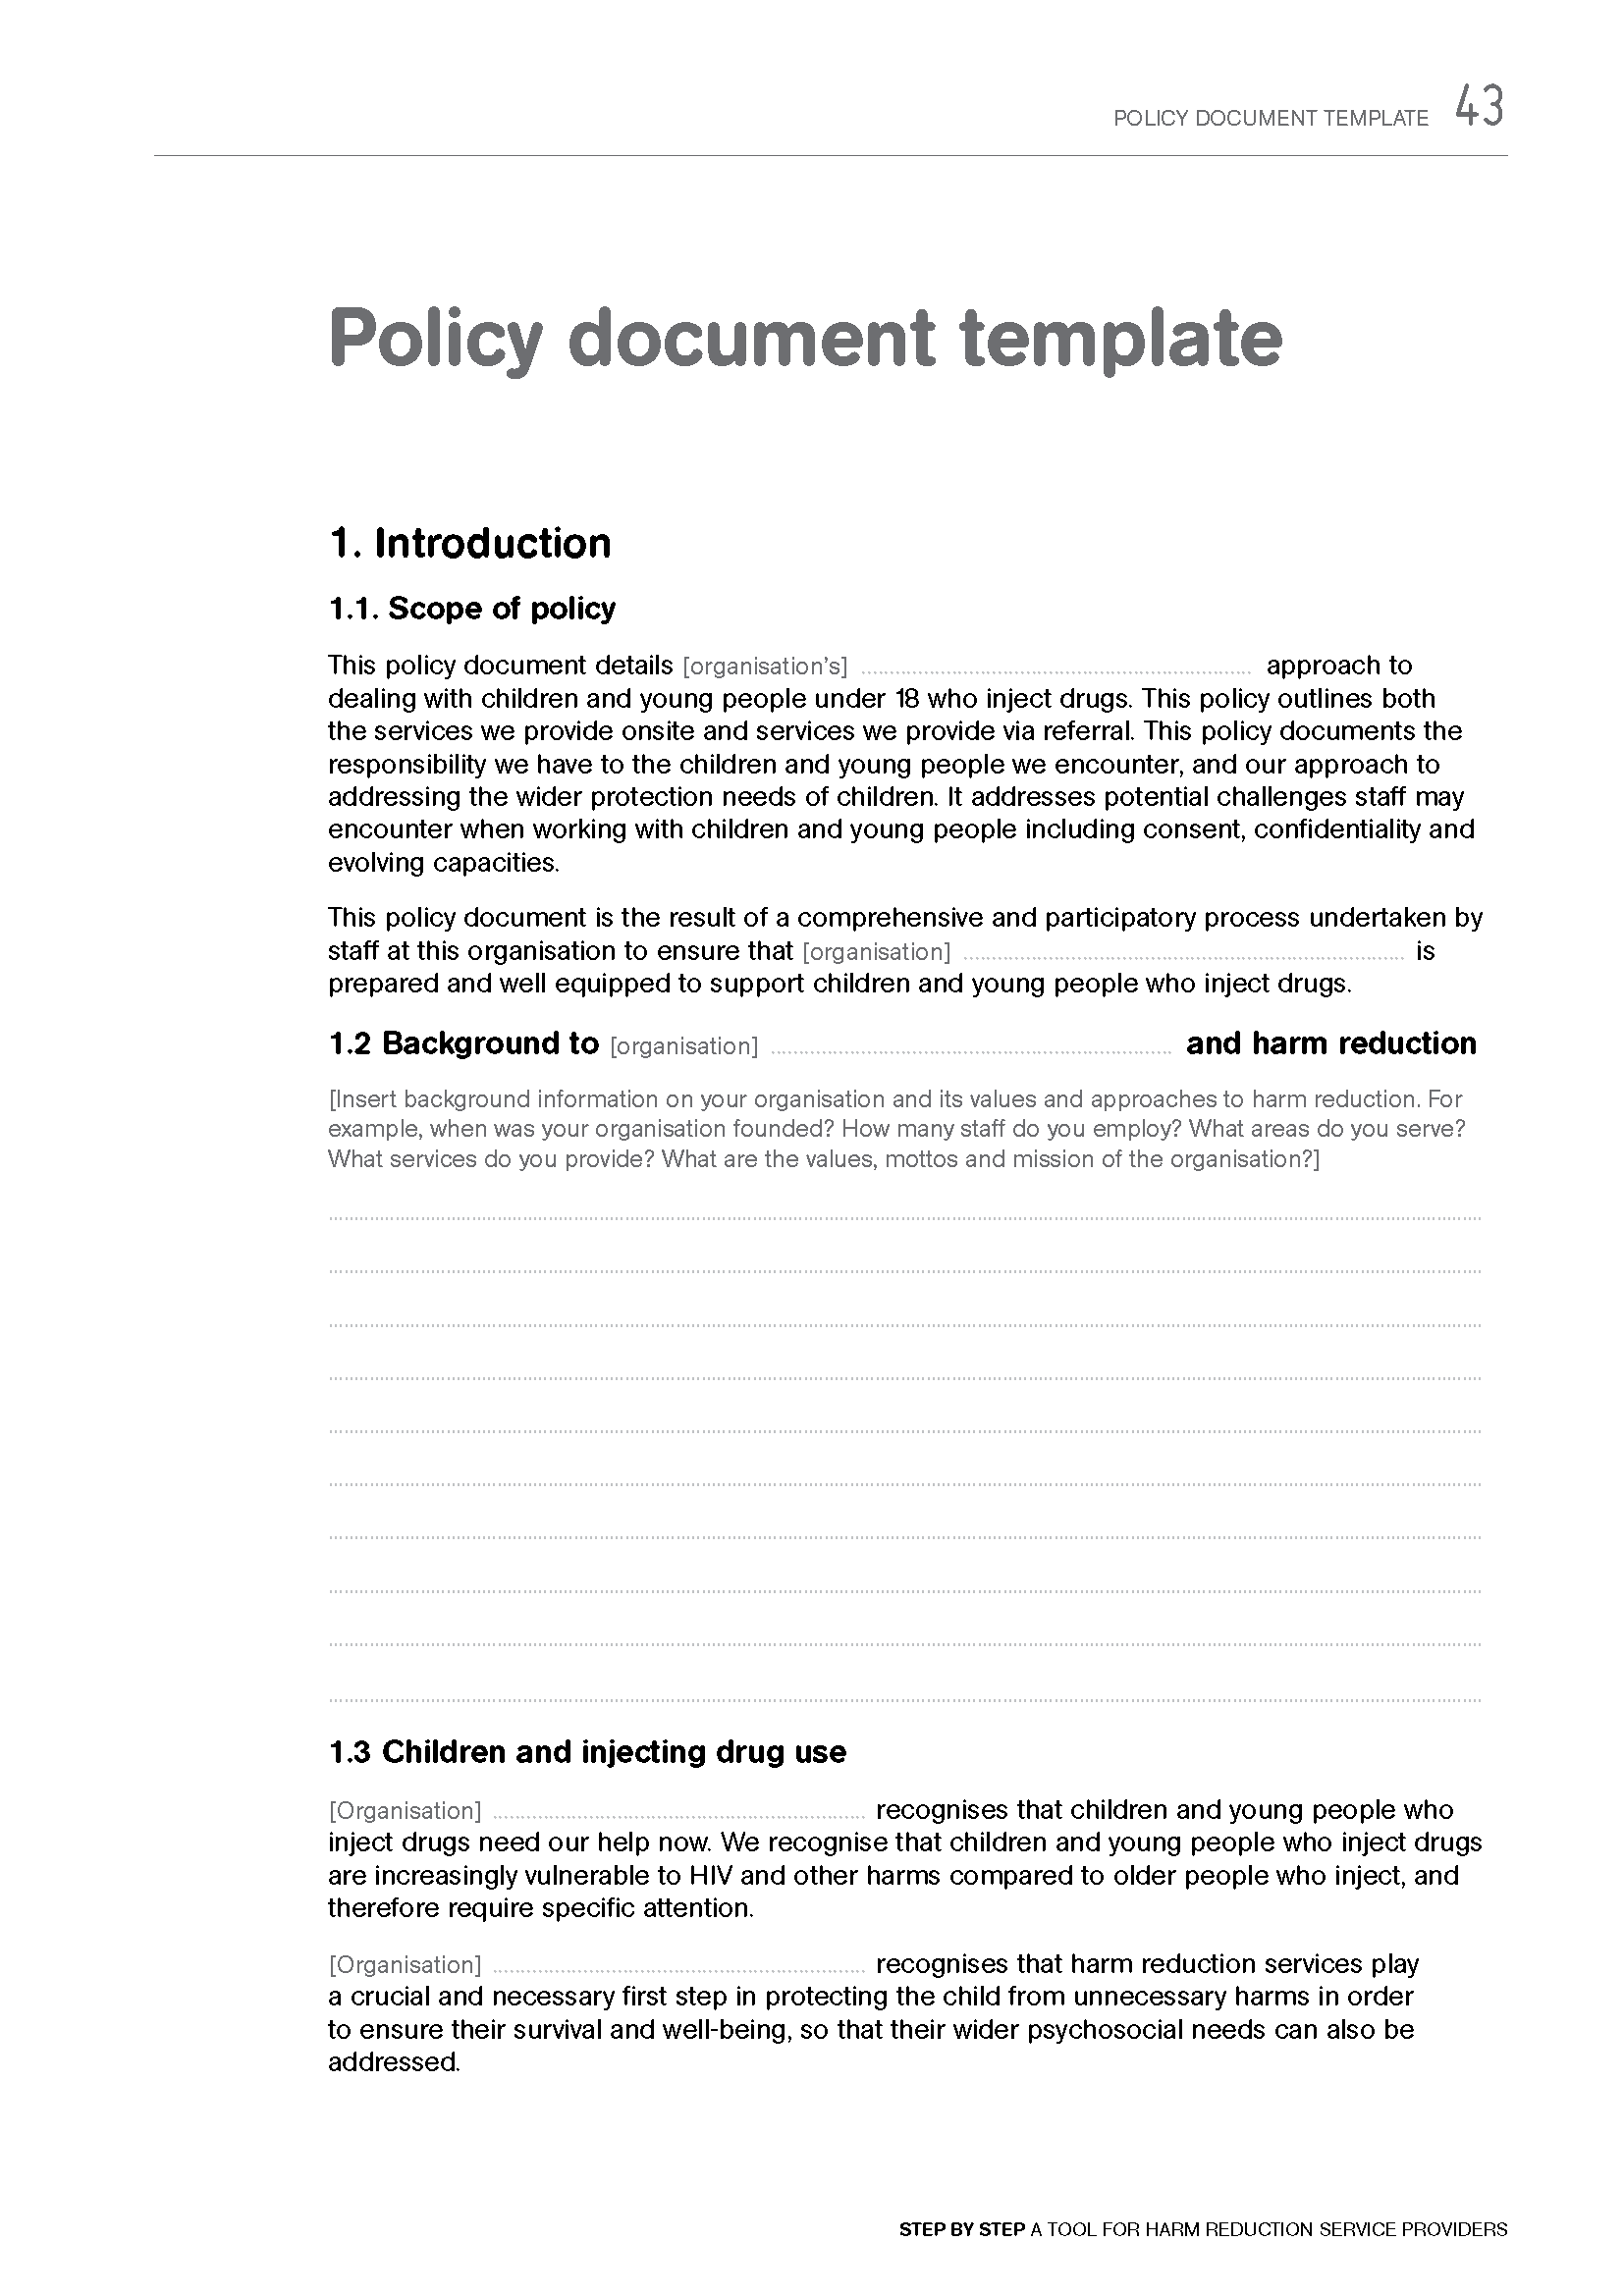 POLICY DOCUMENT TEMPLATE 43
Policy document template
1. Introduction
1.1. Scope of policy
This policy document details [organisation's] ........................................ approach to
dealing with children and young people under 18 who inject drugs. This policy outlines both
the services we provide onsite and services we provide via referral. This policy documents the
responsibility we have to the children and young people we encounter, and our approach to
addressing the wider protection needs of children. It addresses potential challenges staff may
encounter when working with children and young people including consent, confidentiality and
evolving capacities.
This policy document is the result of a comprehensive and participatory process undertaken by
staff at this organisation to ensure that [organisation] ........................................ is
prepared and well equipped to support children and young people who inject drugs.
1.2 Background to [organisation] ........................................ and harm reduction
[Insert background information on your organisation and its values and approaches to harm reduction. For
example, when was your organisation founded? How many staff do you employ? What areas do you serve?
What services do you provide? What are the values, mottos and mission of the organisation?]
1.3 Children and injecting drug use
[Organisation] ........................................ recognises that children and young people who
inject drugs need our help now. We recognise that children and young people who inject drugs
are increasingly vulnerable to HIV and other harms compared to older people who inject, and
therefore require specific attention.
[Organisation] ........................................ recognises that harm reduction services play
a crucial and necessary first step in protecting the child from unnecessary harms in order
to ensure their survival and well-being, so that their wider psychosocial needs can also be
addressed.
STEP BY STEP A TOOL FOR HARM REDUCTION SERVICE PROVIDERS